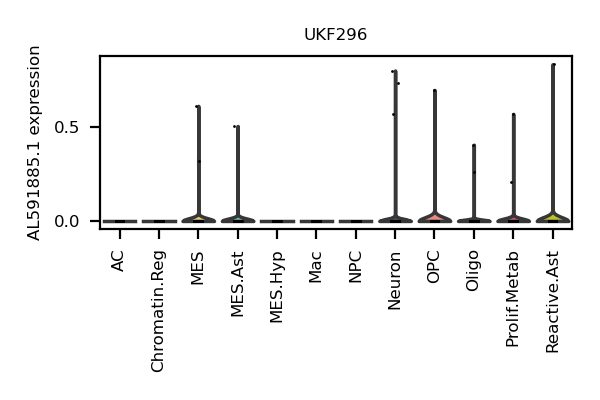 UKF296
AL591885.1 expression
0.5
0.0
AC
Chromatin.Reg
MES
MES.Ast
MES.Hyp
Mac
NPC
Neuron
OPC
Oligo
Prolif.Metab
Reactive.Ast